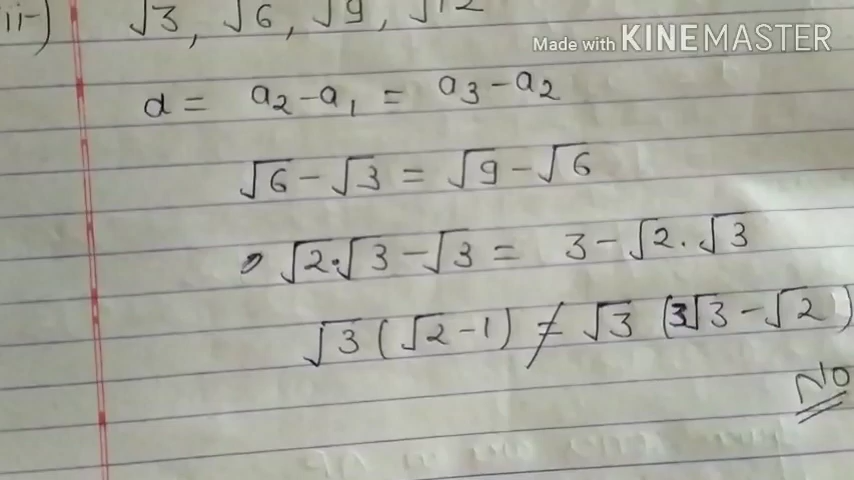 ii-) √3, √6, √9, √12
Made with KINEMASTER
d = a₂ - a₁ = a₃ - a₂
√6 - √3 = √9 - √6
√2·√3 - √3 = 3 - √2·√3
√3 (√2 - 1) ≠ √3 (3√3 - √2)
No